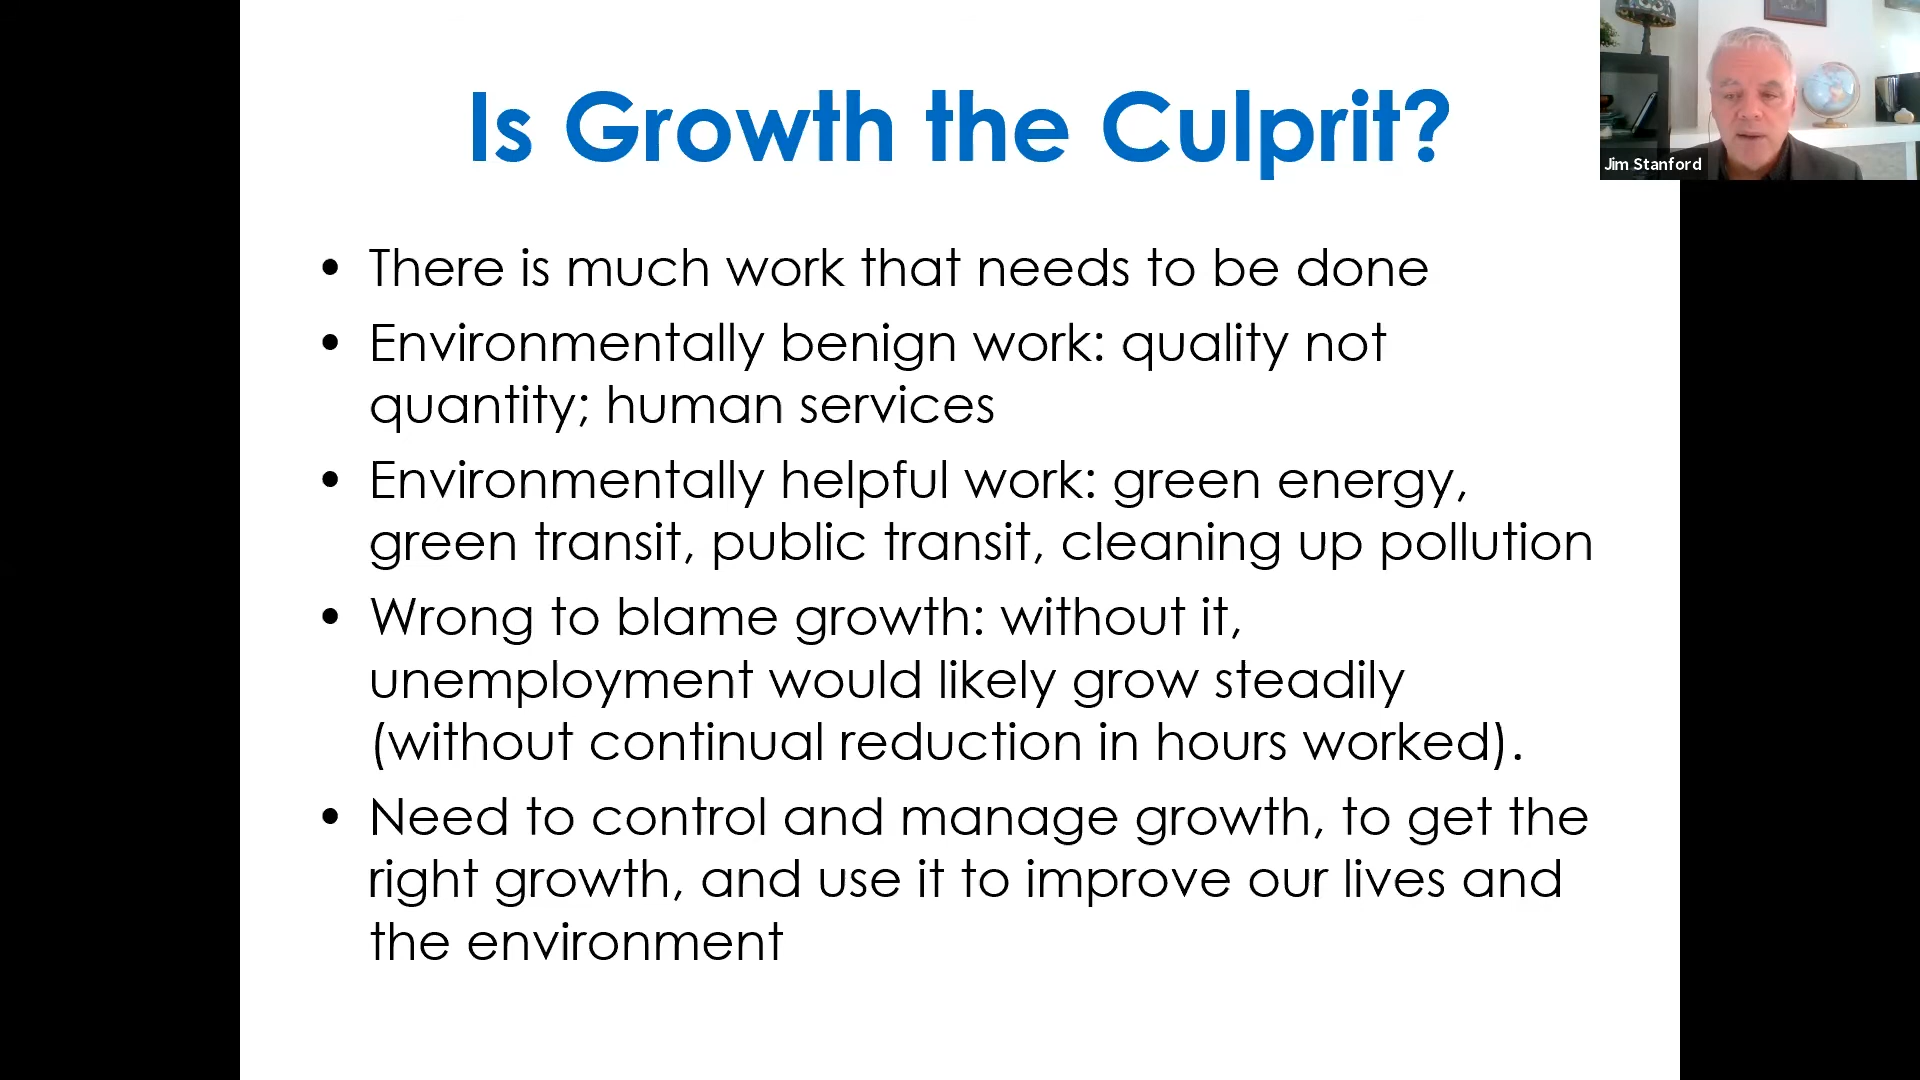 Is Growth the Culprit?
Jim Stanford
• There is much work that needs to be done
• Environmentally benign work: quality not
quantity; human services
• Environmentally helpful work: green energy,
green transit, public transit, cleaning up pollution
• Wrong to blame growth: without it,
unemployment would likely grow steadily
(without continual reduction in hours worked).
• Need to control and manage growth, to get the
right growth, and use it to improve our lives and
the environment